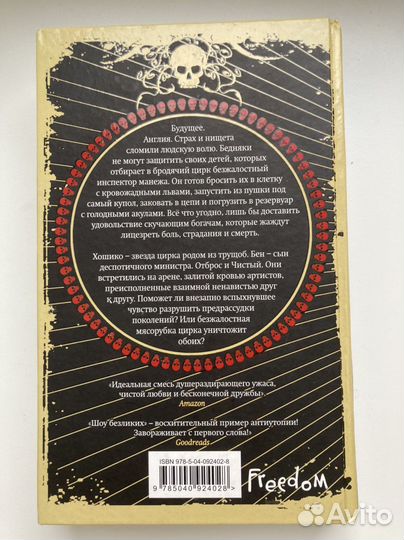 Будущее.
Англия. Страх и нищета
сломили людскую волю. Бедняки
не могут защитить своих детей, которых
отбирает в бродячий цирк безжалостный
инспектор манежа. Он готов бросить их в клетку
с кровожадными львами, запустить из пушки под
самый купол, заковать в цепи и погрузить в резервуар
с голодными акулами. Всё что угодно, лишь бы доставить
удовольствие скучающим богачам, которые жаждут
лицезреть боль, страдания и смерть.
Хошико – звезда цирка родом из трущоб. Бен – сын
деспотичного министра. Отброс и Чистый. Они
встретились на арене, залитой кровью артистов,
преисполненные взаимной ненавистью друг
к другу. Поможет ли внезапно вспыхнувшее
чувство разрушить предрассудки
поколений? Или безжалостная
мясорубка цирка уничтожит
обоих?
«Идеальная смесь душераздирающего ужаса,
чистой любви и бесконечной дружбы».
Amazon
«Шоу безликих» – восхитительный пример антиутопии!
Завораживает с первого слова!»
Goodreads
ISBN 978-5-04-092402-8
9 785040 924028 >
freedom
Avito